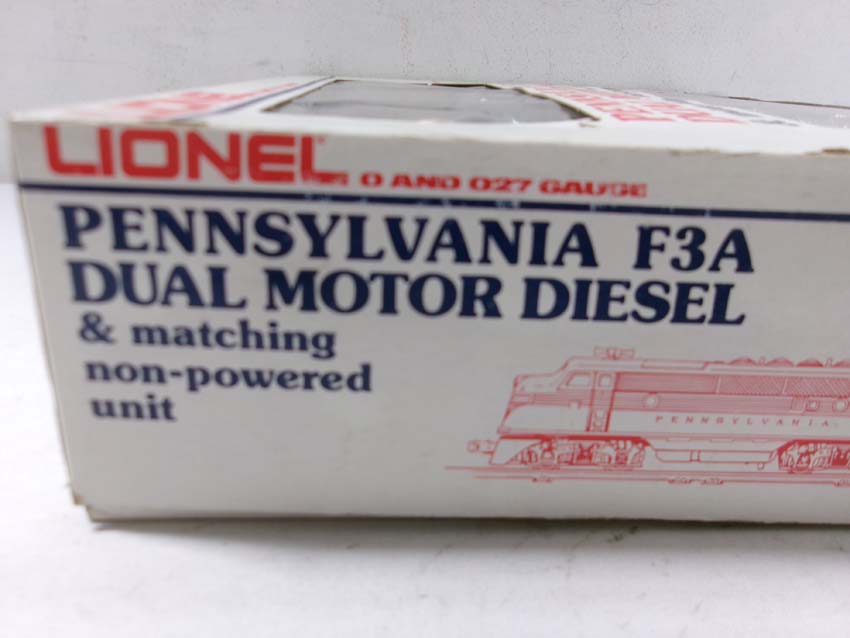 LIONEL O AND O27 GAUGE
PENNSYLVANIA F3A
DUAL MOTOR DIESEL
& matching
non-powered
unit
PENNSYLVANIA